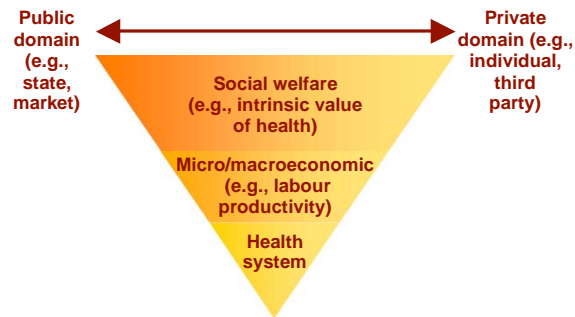 Public
domain
(e.g.,
state,
market)
Private
domain (e.g.,
individual,
third
party)
Social welfare
(e.g., intrinsic value
of health)
Micro/macroeconomic
(e.g., labour
productivity)
Health
system